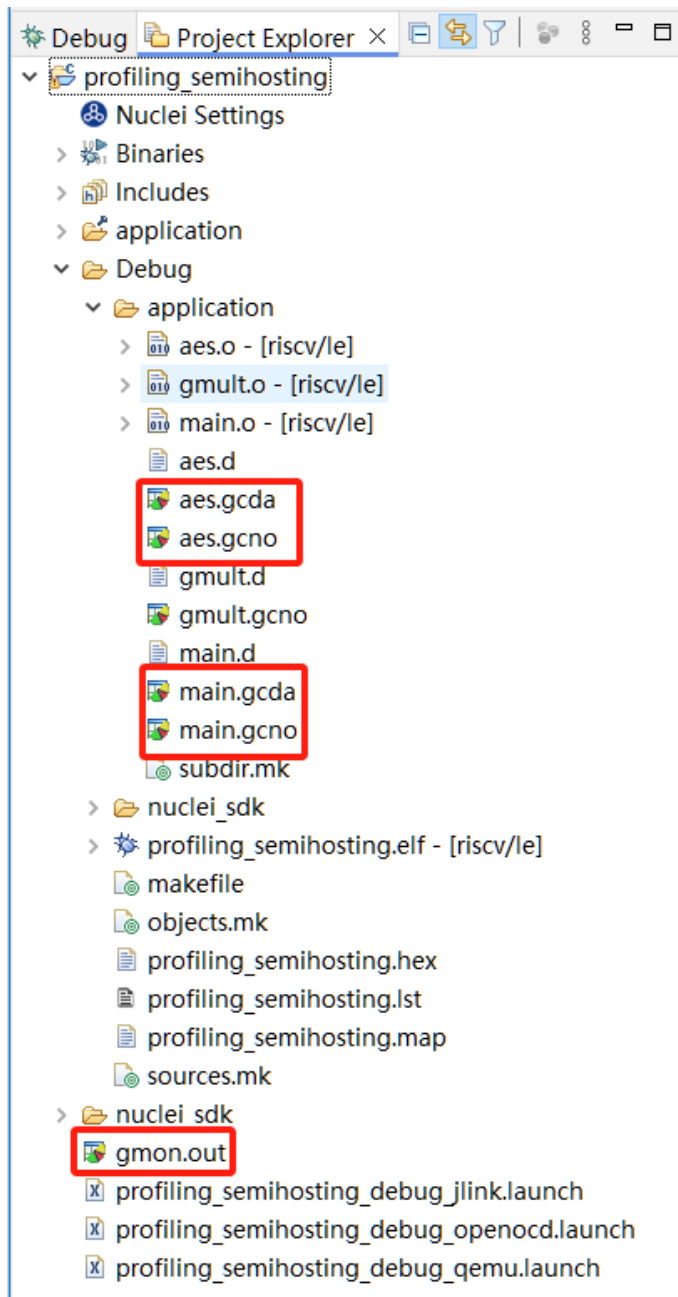 Debug Project Explorer
profiling_semihosting
Nuclei Settings
Binaries
Includes
application
Debug
application
aes.o - [riscv/le]
gmult.o - [riscv/le]
main.o - [riscv/le]
aes.d
aes.gcda
aes.gcno
gmult.d
gmult.gcno
main.d
main.gcda
main.gcno
subdir.mk
nuclei_sdk
profiling_semihosting.elf - [riscv/le]
makefile
objects.mk
profiling_semihosting.hex
profiling_semihosting.lst
profiling_semihosting.map
sources.mk
nuclei_sdk
gmon.out
profiling_semihosting_debug_jlink.launch
profiling_semihosting_debug_openocd.launch
profiling_semihosting_debug_qemu.launch